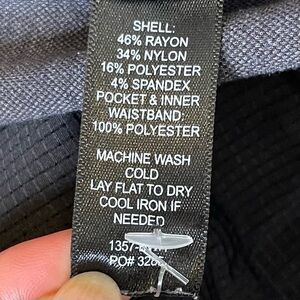 SHELL:
46% RAYON
34% NYLON
16% POLYESTER
4% SPANDEX
POCKET & INNER
WAISTBAND:
100% POLYESTER
MACHINE WASH
COLD
LAY FLAT TO DRY
COOL IRON IF
NEEDED
PO#